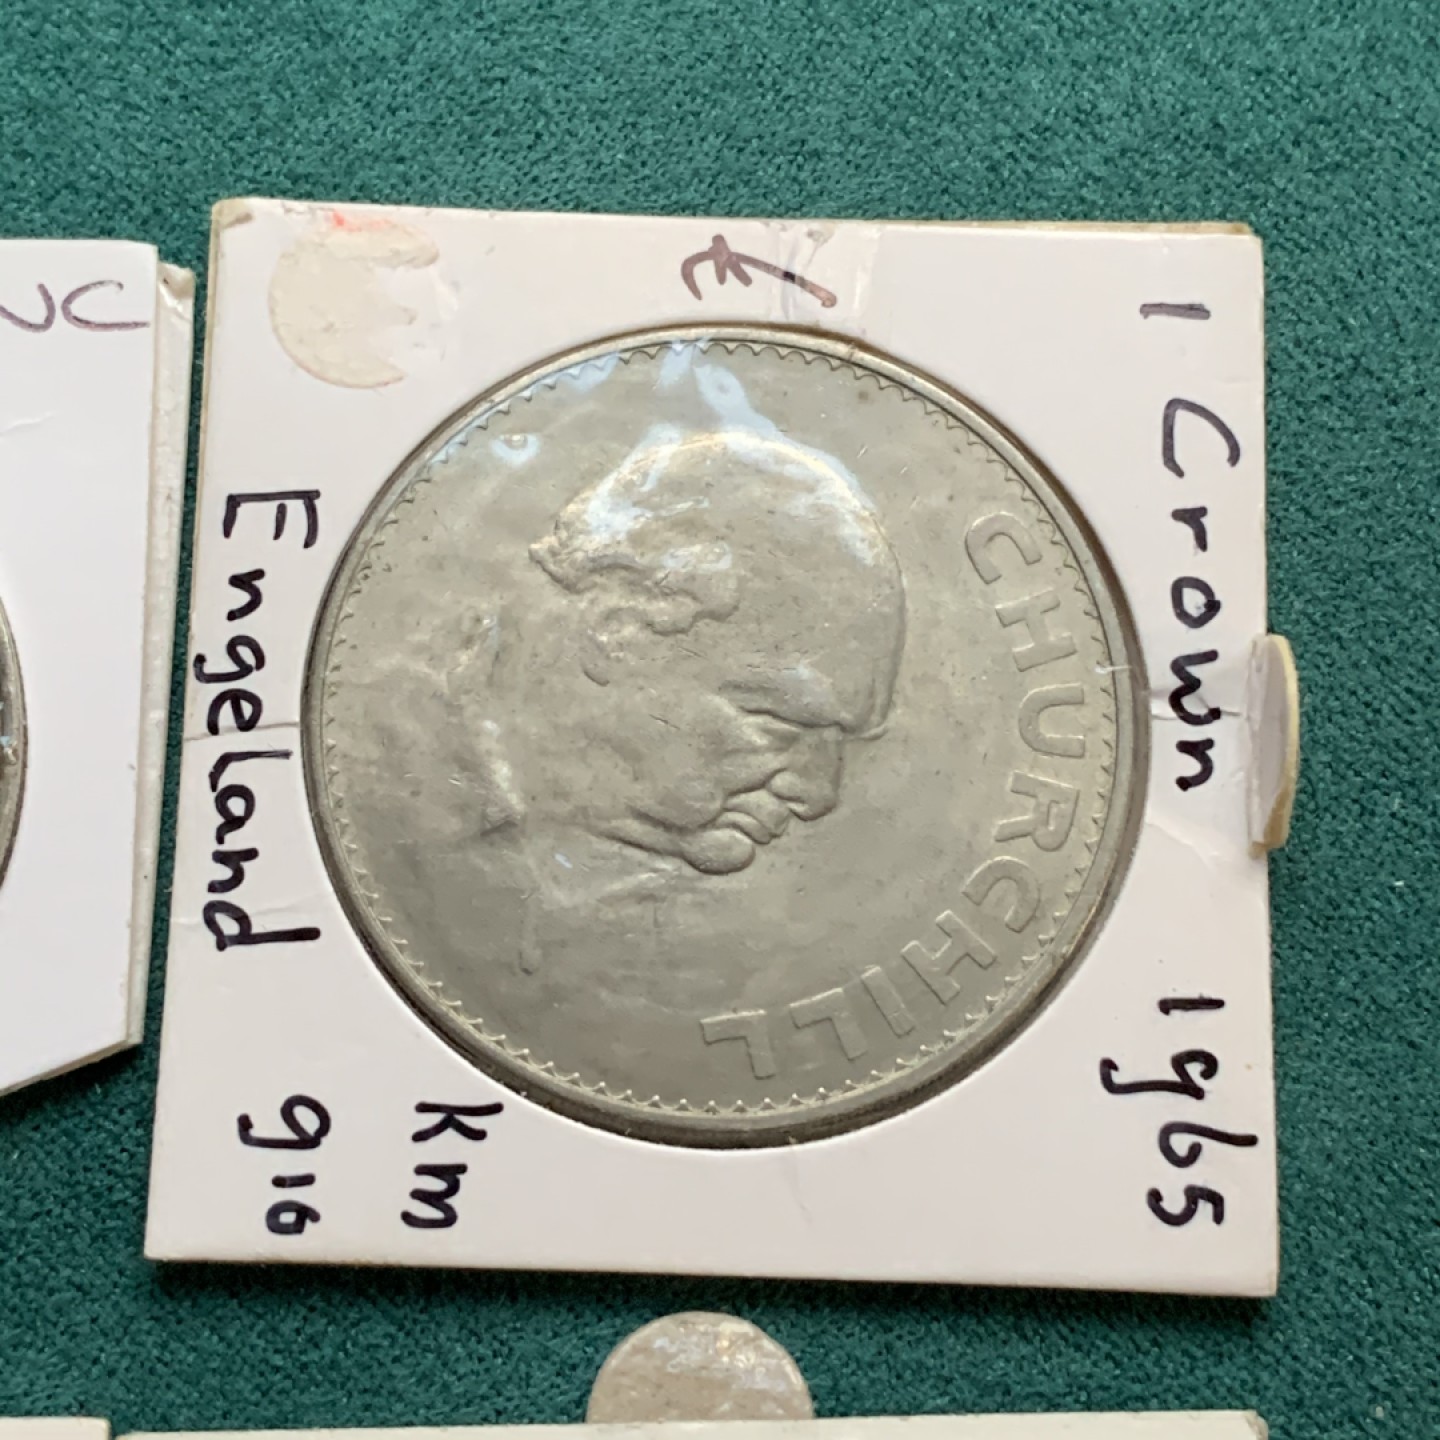 1 Crown 1965
CHURCHILL
KM
Engeland 910